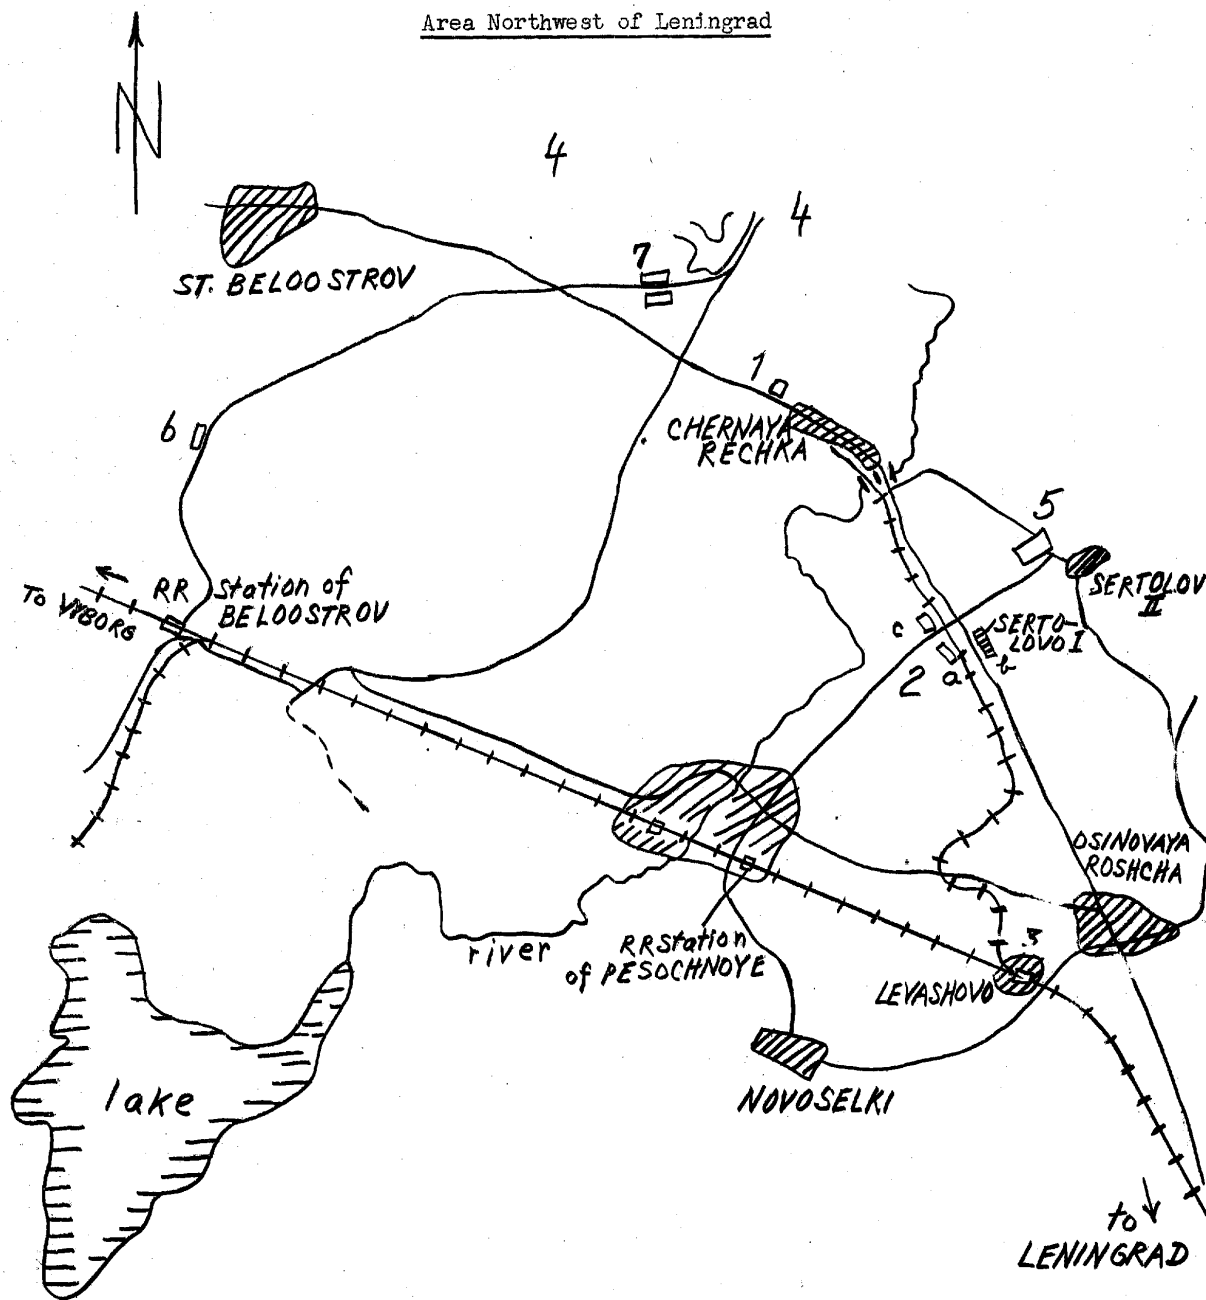 Area Northwest of Leningrad
N
4
4
7
ST. BELOOSTROV
1
CHERNAYA
RECHKA
6
5
To VYBORG
RR Station of
BELOOSTROV
SERTOLOV
II
c
SERTO-
LOVO I
2
a
b
OSINOVAYA
ROSHCHA
river
RR Station
of PESOCHNOYE
3
LEVASHOVO
lake
NOVOSELKI
to
LENINGRAD